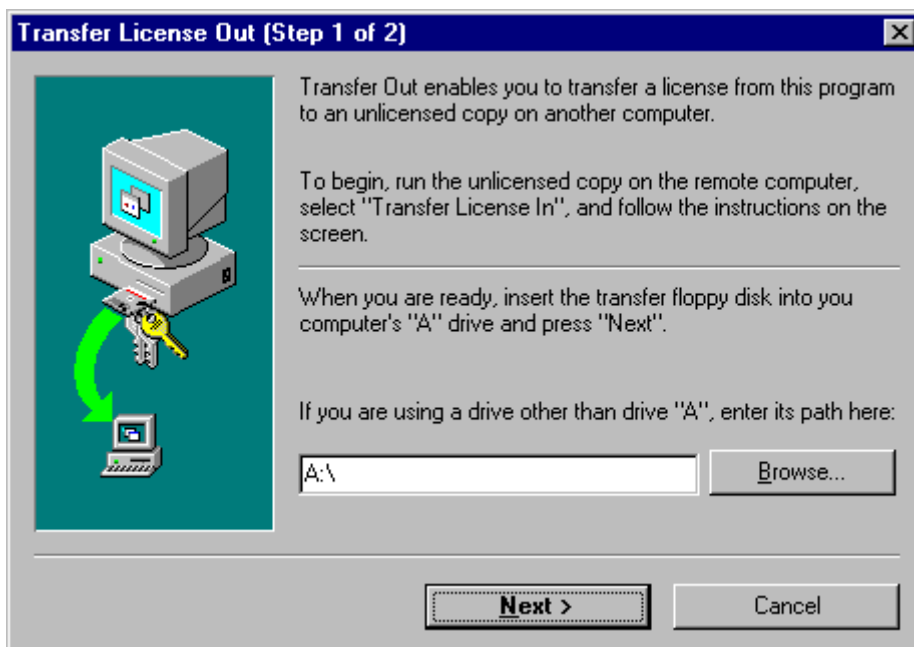 Transfer License Out (Step 1 of 2)
Transfer Out enables you to transfer a license from this program
to an unlicensed copy on another computer.
To begin, run the unlicensed copy on the remote computer,
select "Transfer License In", and follow the instructions on the
screen.
When you are ready, insert the transfer floppy disk into you
computer's "A" drive and press "Next".
If you are using a drive other than drive "A", enter its path here:
A:\
Browse...
Next >
Cancel